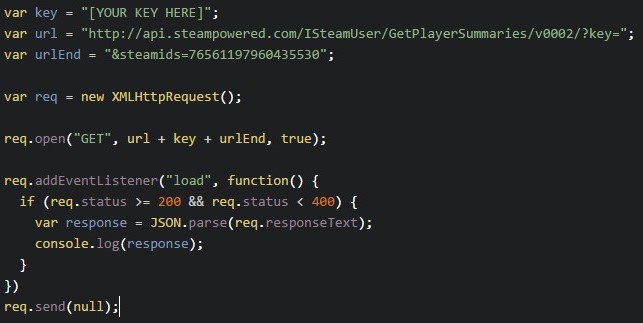 var key = "[YOUR KEY HERE]";
var url = "http://api.steampowered.com/ISteamUser/GetPlayerSummaries/v0002/?key=";
var urlEnd = "&steamids=76561197960435530";

var req = new XMLHttpRequest();

req.open("GET", url + key + urlEnd, true);

req.addEventListener("load", function() {
  if (req.status >= 200 && req.status < 400) {
    var response = JSON.parse(req.responseText);
    console.log(response);
  }
})
req.send(null);